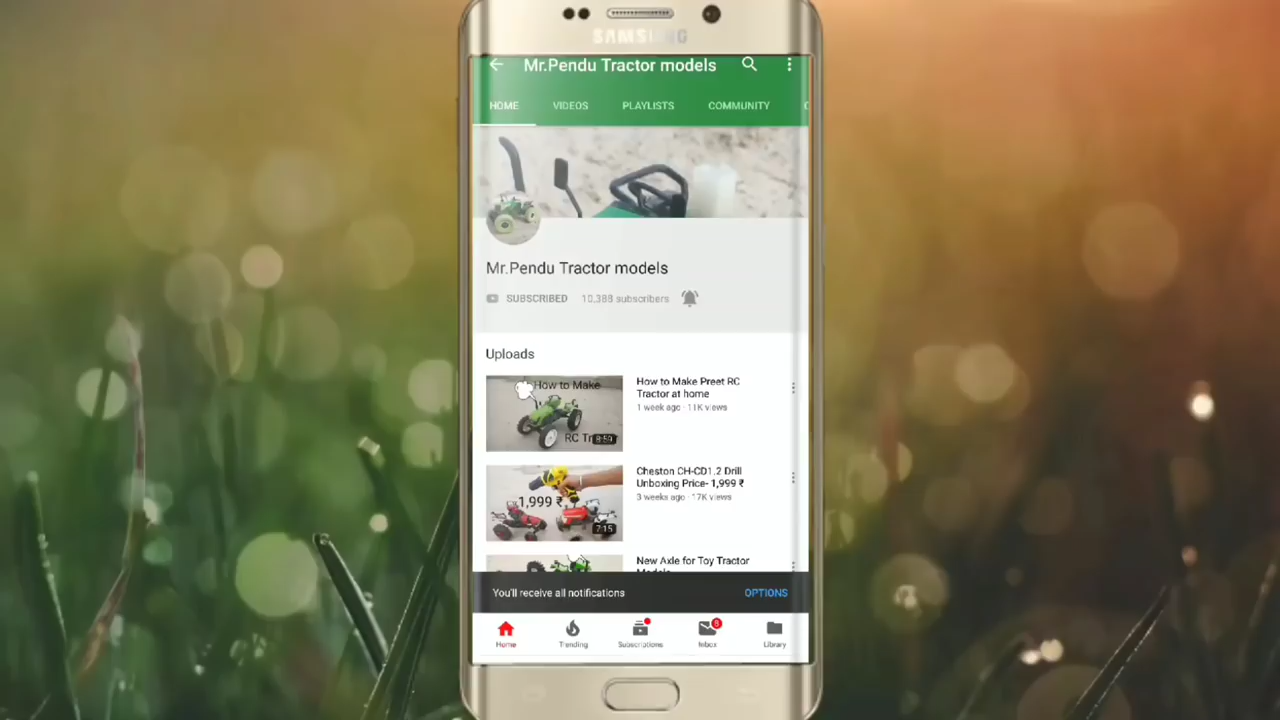 SAMSUNG
Mr.Pendu Tractor models
HOME VIDEOS PLAYLISTS COMMUNITY
Mr.Pendu Tractor models
SUBSCRIBED 10,388 subscribers
Uploads
How to Make
RC Tr
8:59
How to Make Preet RC
Tractor at home
1 week ago · 11K views
1,999 ₹
7:15
Cheston CH-CD1,2 Drill
Unboxing Price- 1,999 ₹
3 weeks ago · 17K views
New Axle for Toy Tractor
Models
You'll receive all notifications OPTIONS
8
Home Trending Subscriptions Inbox Library